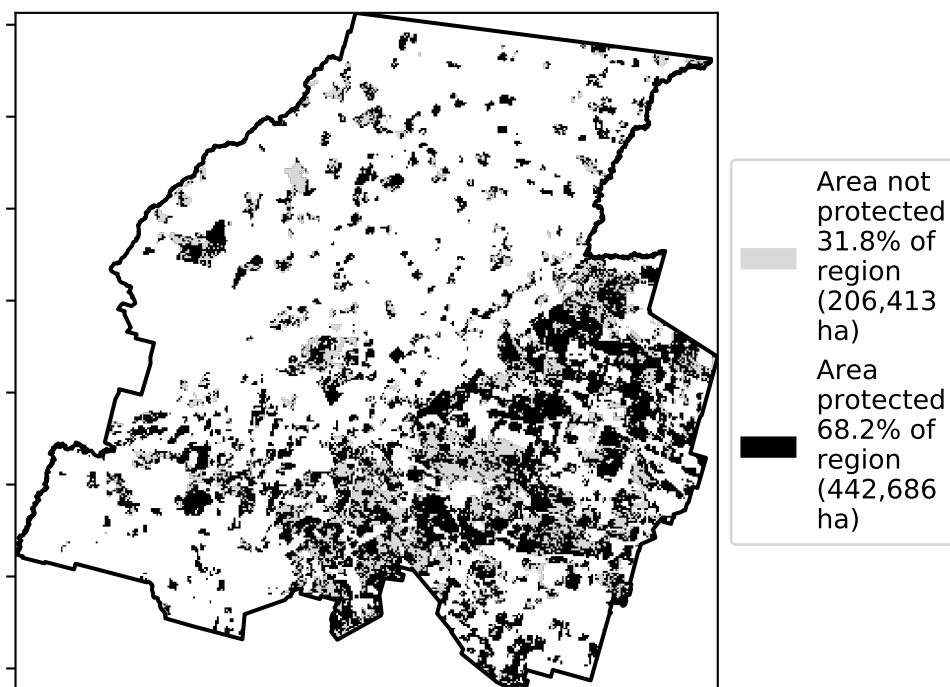 Area not
protected
31.8% of
region
(206,413
ha)
Area
protected
68.2% of
region
(442,686
ha)